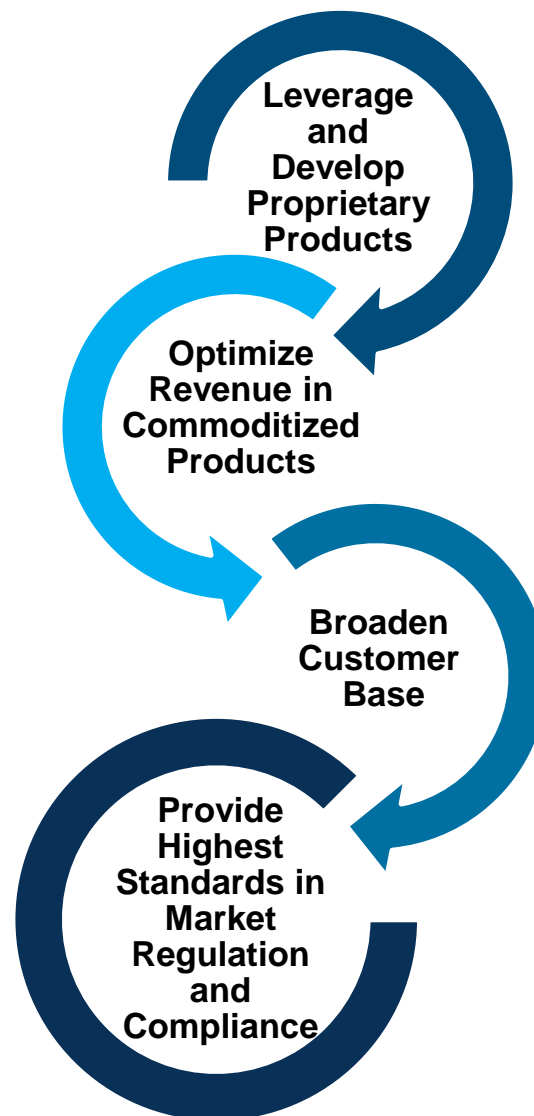 Leverage
and
Develop
Proprietary
Products
Optimize
Revenue in
Commoditized
Products
Broaden
Customer
Base
Provide
Highest
Standards in
Market
Regulation
and
Compliance